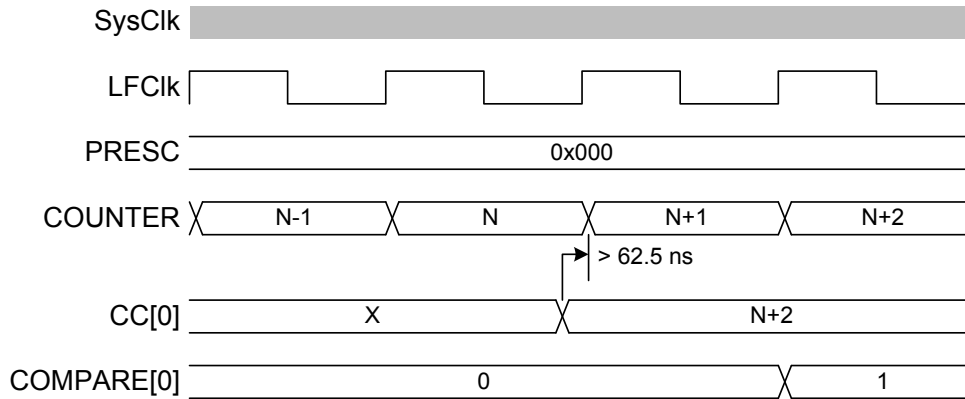 SysClk
LFClk
PRESC 0x000
COUNTER N-1 N N+1 N+2
> 62.5 ns
CC[0] X N+2
COMPARE[0] 0 1